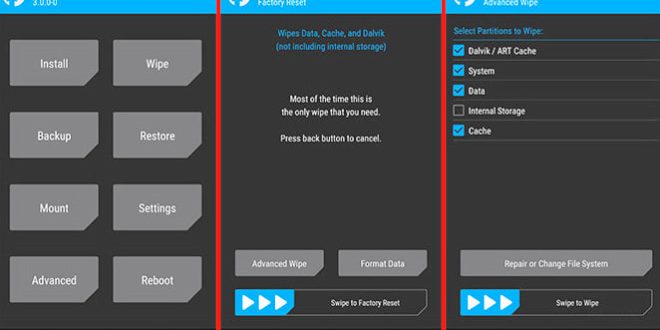 3.0.0-0
Install
Wipe
Backup
Restore
Mount
Settings
Advanced
Reboot
Factory Reset
Wipes Data, Cache, and Dalvik
(not including internal storage)
Most of the time this is
the only wipe that you need.
Press back button to cancel.
Advanced Wipe
Format Data
Swipe to Factory Reset
Advanced Wipe
Select Partitions to Wipe:
Dalvik / ART Cache
System
Data
Internal Storage
Cache
Repair or Change File System
Swipe to Wipe